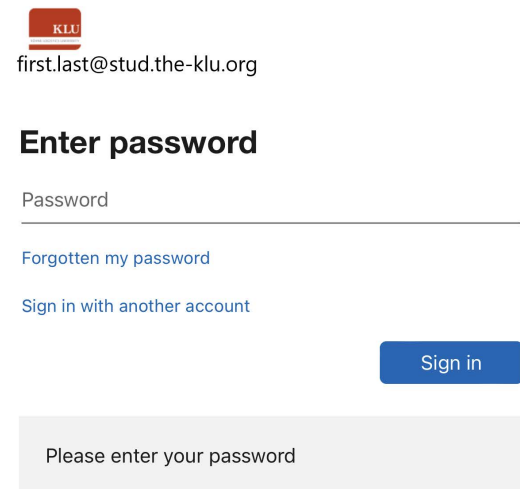 KLU
first.last@stud.the-klu.org
Enter password
Password
Forgotten my password
Sign in with another account
Sign in
Please enter your password